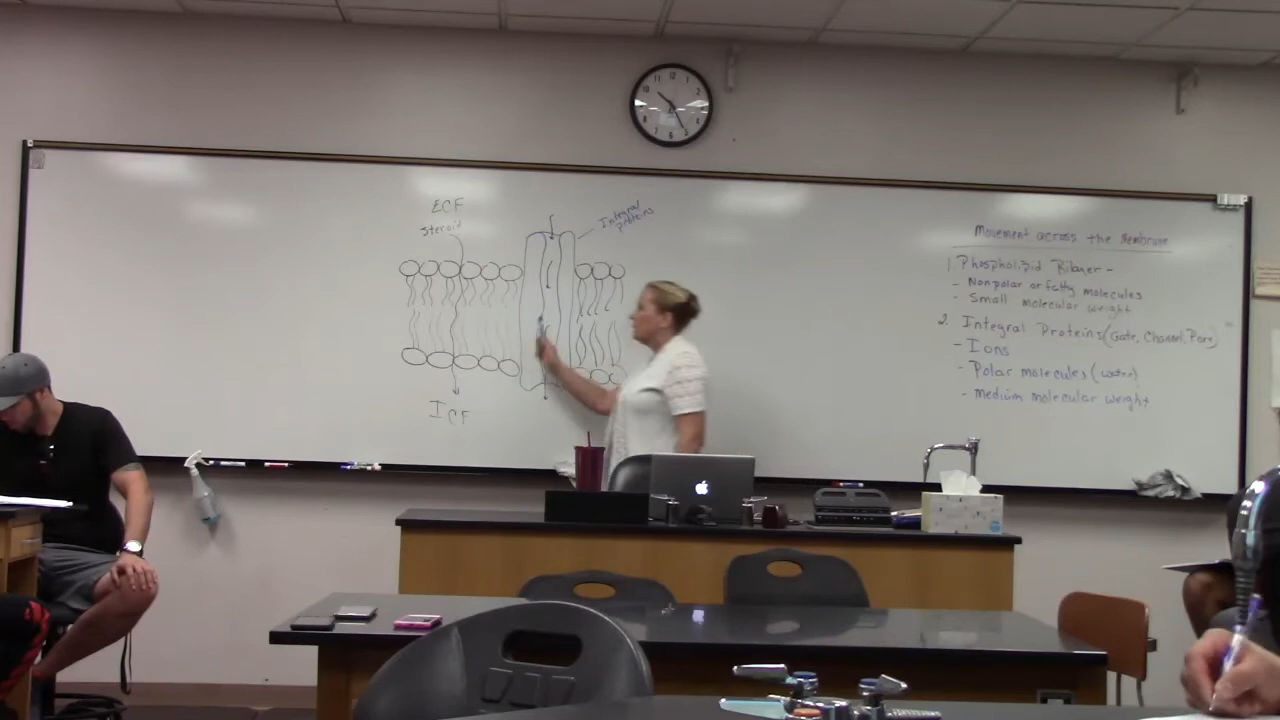 ECF
steroid
Integral
proteins
ICF
Movement across the Membrane
1. Phospholipid Bilayer -
- Nonpolar or fatty molecules
- Small molecular weight
2. Integral Proteins (Gate, Channel, Pore)
- Ions
- Polar molecules (water)
- Medium molecular weight